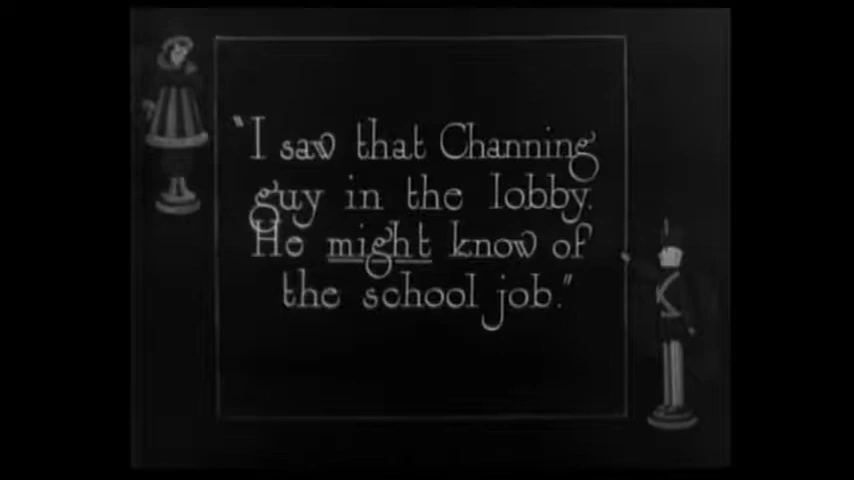 "I saw that Channing
guy in the lobby.
He might know of
the school job."